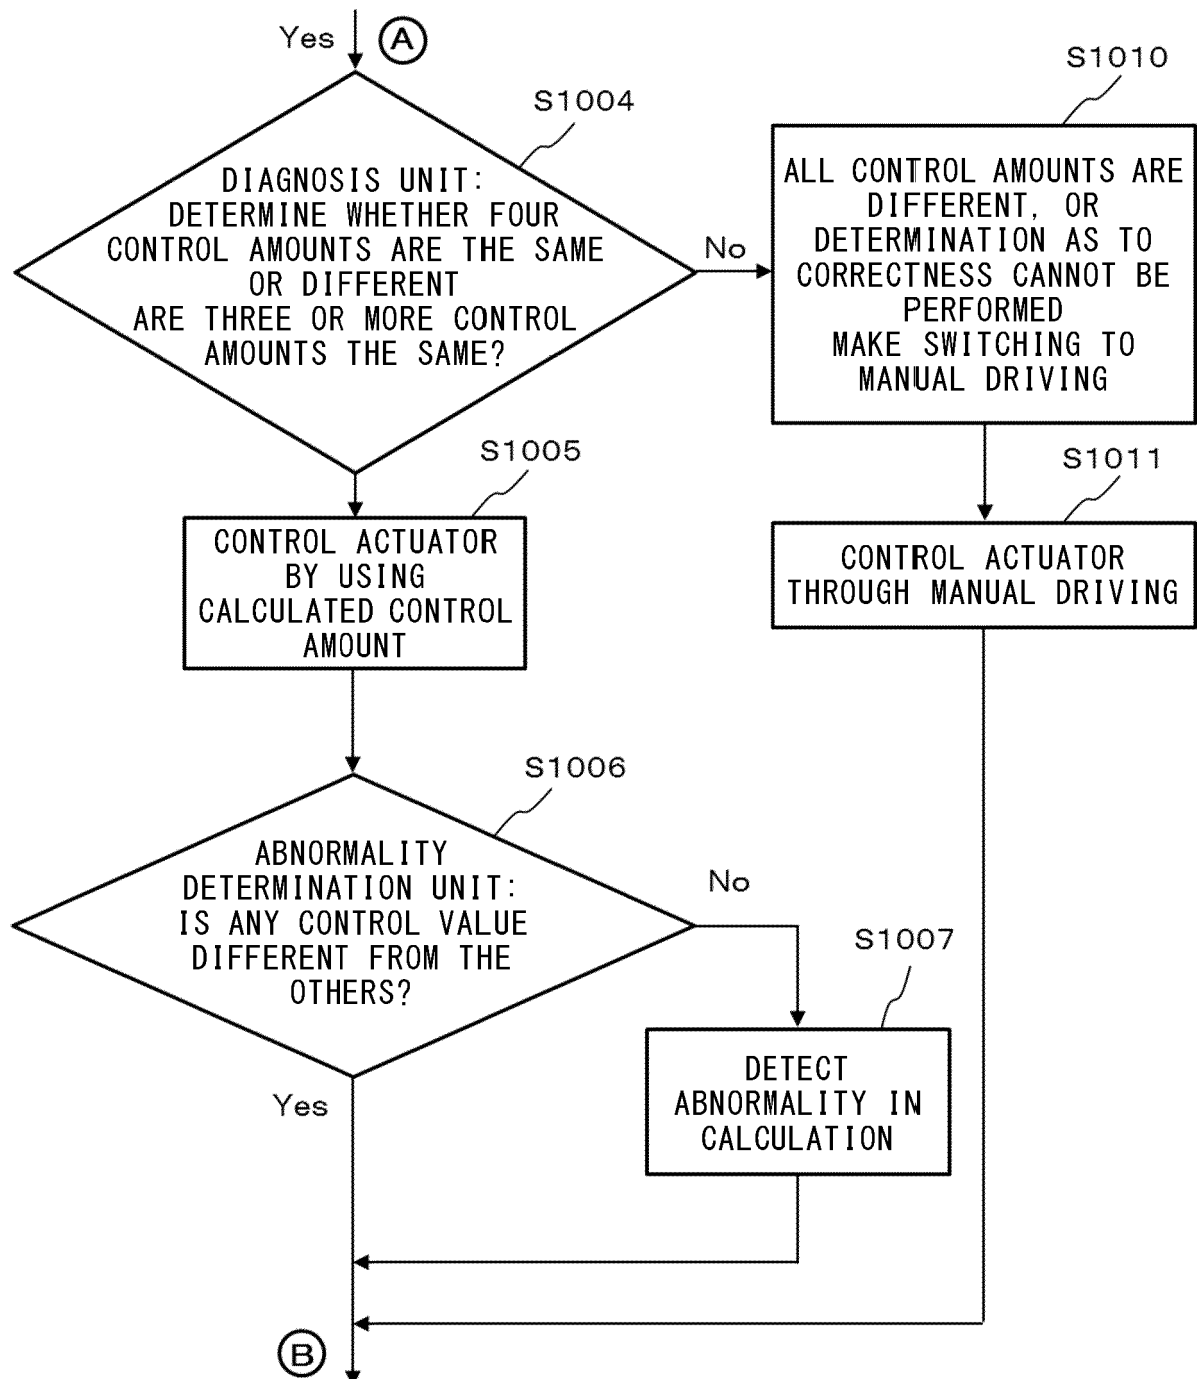 Yes
A
S1004
DIAGNOSIS UNIT:
DETERMINE WHETHER FOUR
CONTROL AMOUNTS ARE THE SAME
OR DIFFERENT
ARE THREE OR MORE CONTROL
AMOUNTS THE SAME?
No
S1010
ALL CONTROL AMOUNTS ARE
DIFFERENT, OR
DETERMINATION AS TO
CORRECTNESS CANNOT BE
PERFORMED
MAKE SWITCHING TO
MANUAL DRIVING
S1005
CONTROL ACTUATOR
BY USING
CALCULATED CONTROL
AMOUNT
S1011
CONTROL ACTUATOR
THROUGH MANUAL DRIVING
S1006
ABNORMALITY
DETERMINATION UNIT:
IS ANY CONTROL VALUE
DIFFERENT FROM THE
OTHERS?
No
S1007
DETECT
ABNORMALITY IN
CALCULATION
Yes
B